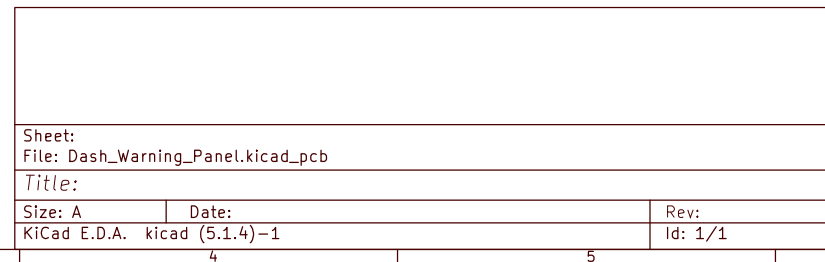 Sheet:
File: Dash_Warning_Panel.kicad_pcb
Title:
Size: A Date: Rev:
KiCad E.D.A. kicad (5.1.4)-1 Id: 1/1
4 5